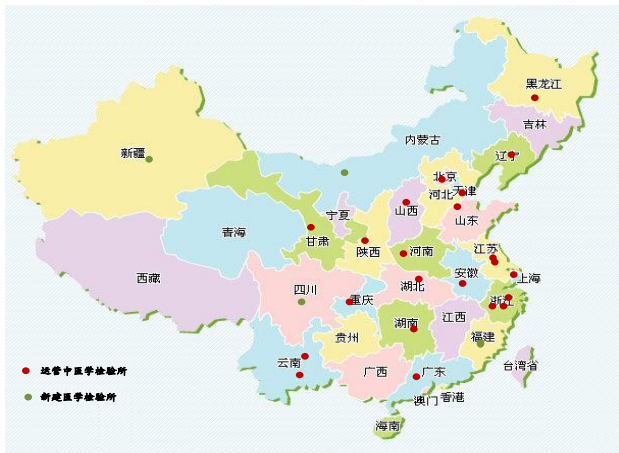 黑龙江
吉林
辽宁
内蒙古
新疆
北京
天津
河北
山西
宁夏
山东
青海
甘肃
陕西
河南
江苏
西藏
安徽
上海
四川
重庆
湖北
浙江
湖南
江西
贵州
福建
云南
台湾省
广西
广东
澳门
香港
海南
运营中医学检验所
新建医学检验所